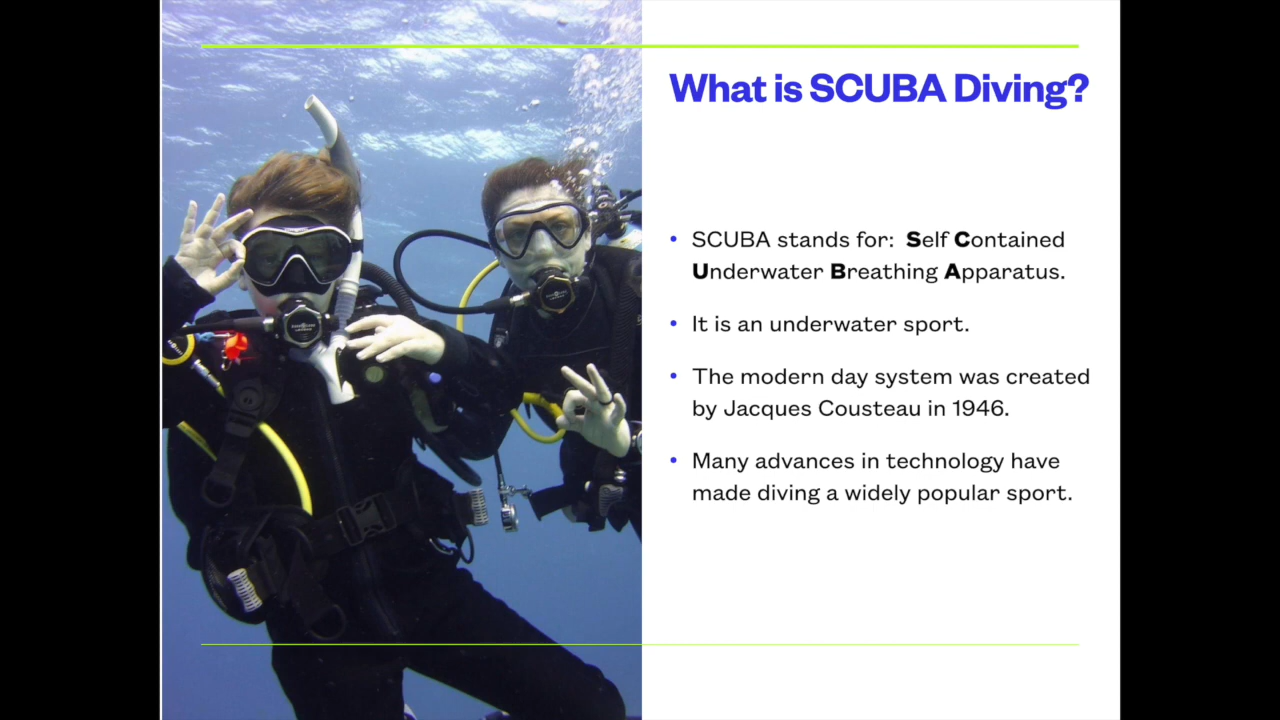 What is SCUBA Diving?
• SCUBA stands for: Self Contained
Underwater Breathing Apparatus.
• It is an underwater sport.
• The modern day system was created
by Jacques Cousteau in 1946.
• Many advances in technology have
made diving a widely popular sport.